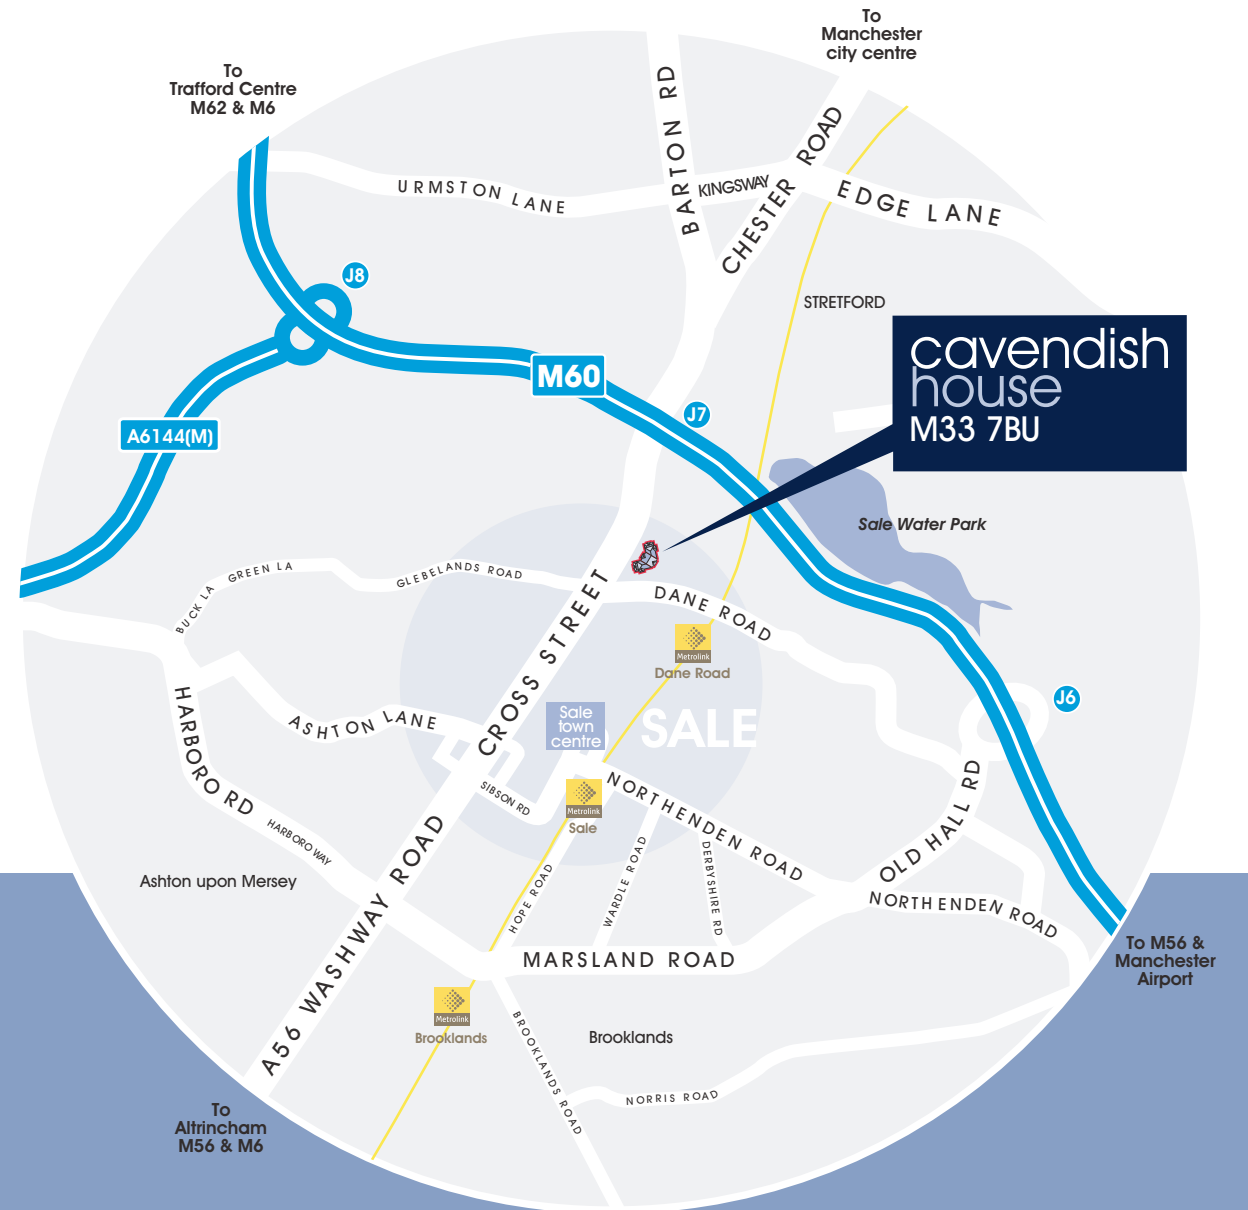 To
Manchester
city centre
To
Trafford Centre
M62 & M6
BARTON RD
CHESTER ROAD
URMSTON LANE
KINGSWAY
EDGE LANE
J8
STRETFORD
cavendish
house
M33 7BU
M60
J7
A6144(M)
Sale Water Park
BUCK LA
GREEN LA
GLEBELANDS ROAD
CROSS STREET
DANE ROAD
Metrolink
Dane Road
J6
HARBORO RD
ASHTON LANE
Sale
town
centre
SALE
SIBSON RD
Metrolink
Sale
NORTHENDEN ROAD
OLD HALL RD
HARBORO WAY
Ashton upon Mersey
A56 WASHWAY ROAD
HOPE ROAD
WARDLE ROAD
DERBYSHIRE RD
NORTHENDEN ROAD
MARSLAND ROAD
To M56 &
Manchester
Airport
Metrolink
Brooklands
BROOKLANDS ROAD
Brooklands
NORRIS ROAD
To
Altrincham
M56 & M6